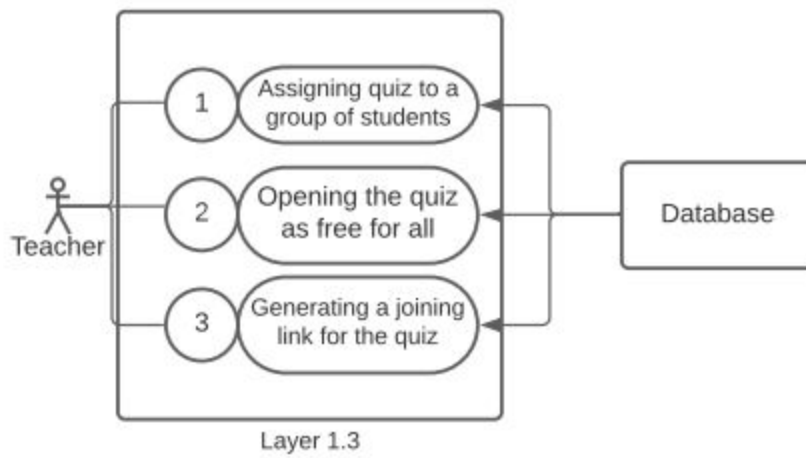 1
Assigning quiz to a
group of students
2
Opening the quiz
as free for all
Teacher
Database
3
Generating a joining
link for the quiz
Layer 1.3